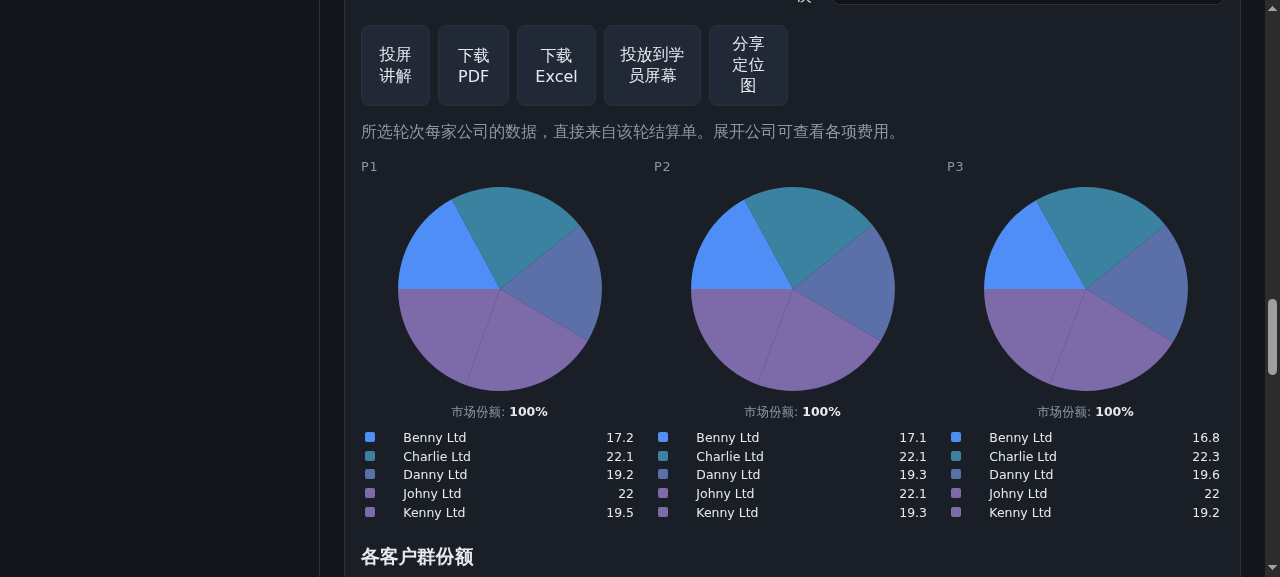 投屏
讲解
下载
PDF
下载
Excel
投放到学
员屏幕
分享
定位
图
所选轮次每家公司的数据，直接来自该轮结算单。展开公司可查看各项费用。
P1
P2
P3
市场份额: 100%
市场份额: 100%
市场份额: 100%
Benny Ltd 17.2
Charlie Ltd 22.1
Danny Ltd 19.2
Johny Ltd 22
Kenny Ltd 19.5
Benny Ltd 17.1
Charlie Ltd 22.1
Danny Ltd 19.3
Johny Ltd 22.1
Kenny Ltd 19.3
Benny Ltd 16.8
Charlie Ltd 22.3
Danny Ltd 19.6
Johny Ltd 22
Kenny Ltd 19.2
各客户群份额